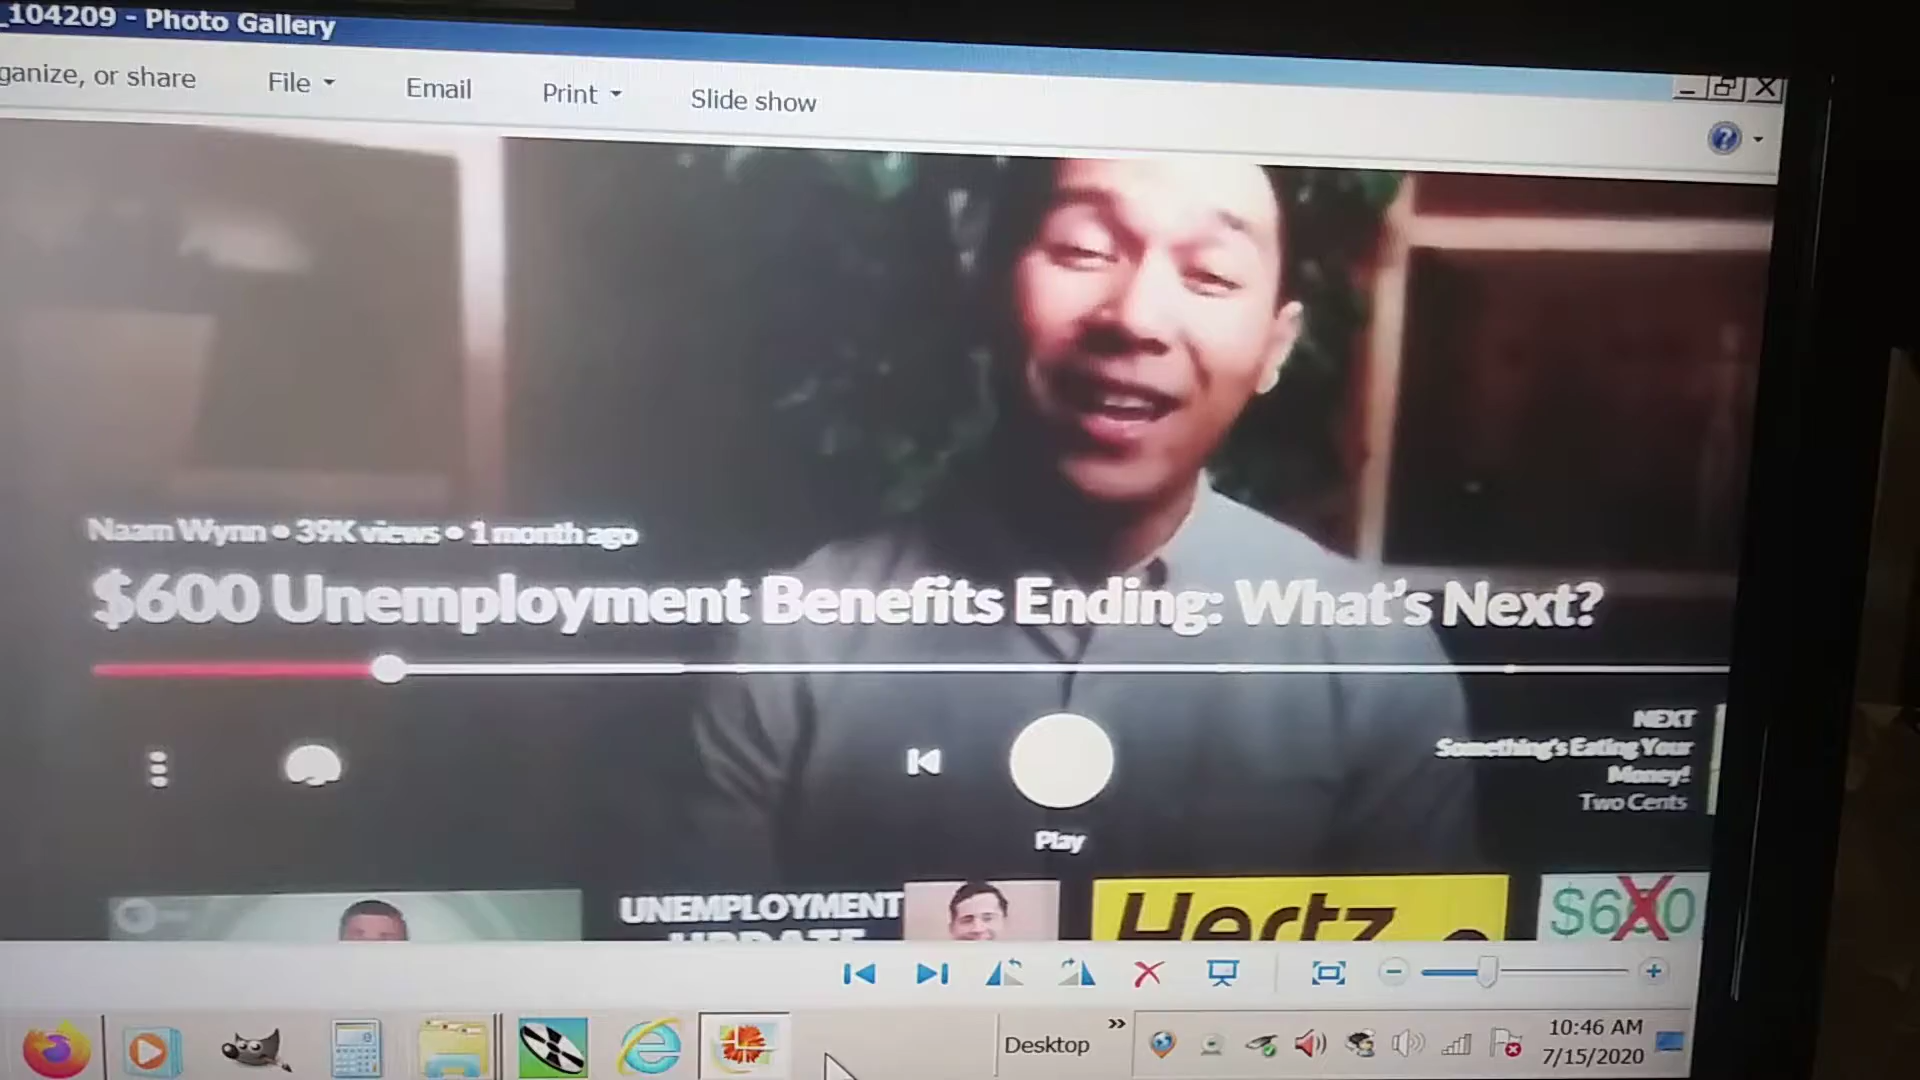 _104209 - Photo Gallery
ganize, or share File Email Print Slide show
Naam Wynn • 39K views • 1 month ago
$600 Unemployment Benefits Ending: What's Next?
NEXT
Something's Eating Your
Money!
Two Cents
Play
UNEMPLOYMENT
UPDATE
Hertz
$600
Desktop
10:46 AM
7/15/2020